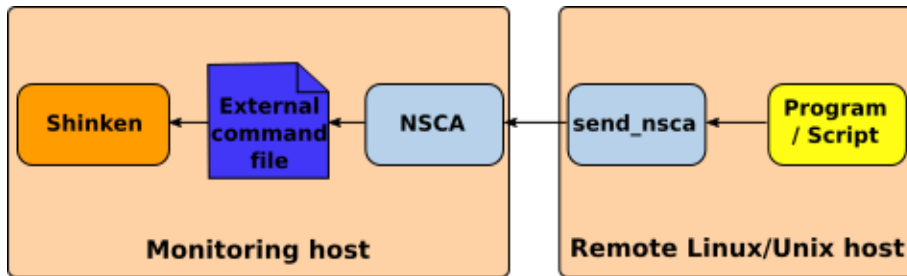 Shinken
External
command
file
NSCA
send_nsca
Program
/ Script
Monitoring host
Remote Linux/Unix host